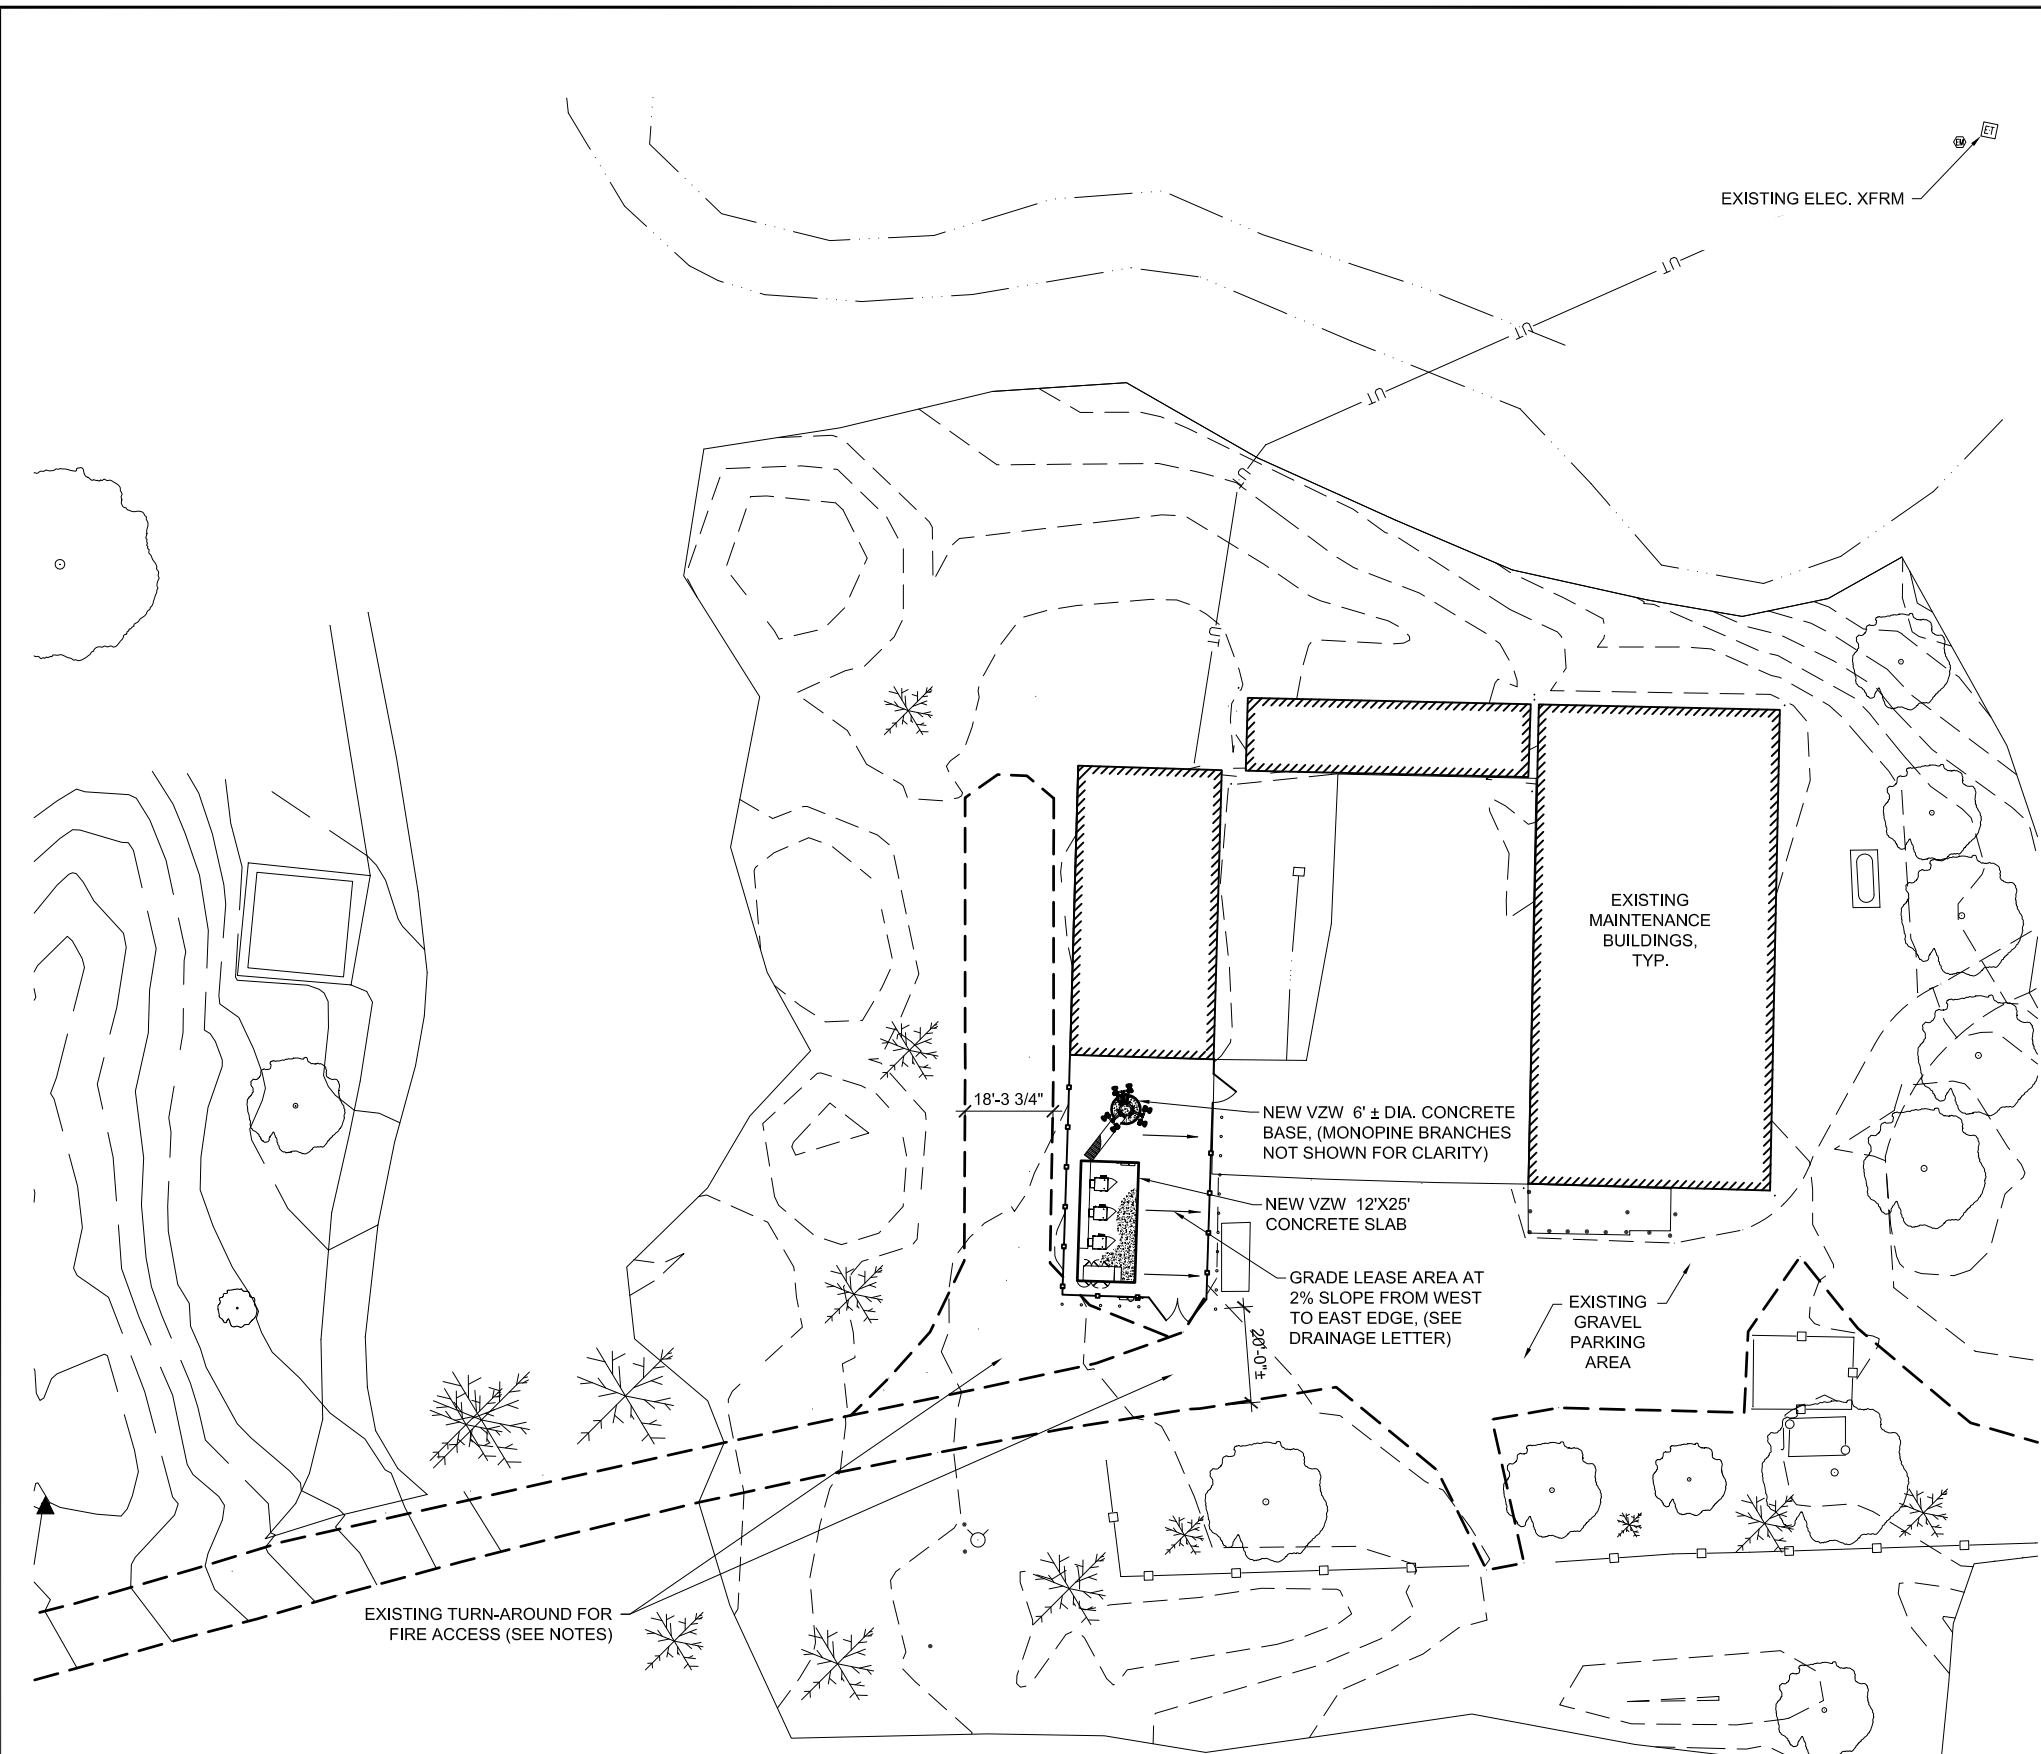 ET
EM
EXISTING ELEC. XFRM
UT
UT
UT
UT
UT
EXISTING
MAINTENANCE
BUILDINGS,
TYP.
18'-3 3/4"
NEW VZW 6' ± DIA. CONCRETE
BASE, (MONOPINE BRANCHES
NOT SHOWN FOR CLARITY)
NEW VZW 12'X25'
CONCRETE SLAB
GRADE LEASE AREA AT
2% SLOPE FROM WEST
TO EAST EDGE, (SEE
DRAINAGE LETTER)
20'-0"±
EXISTING
GRAVEL
PARKING
AREA
EXISTING TURN-AROUND FOR
FIRE ACCESS (SEE NOTES)